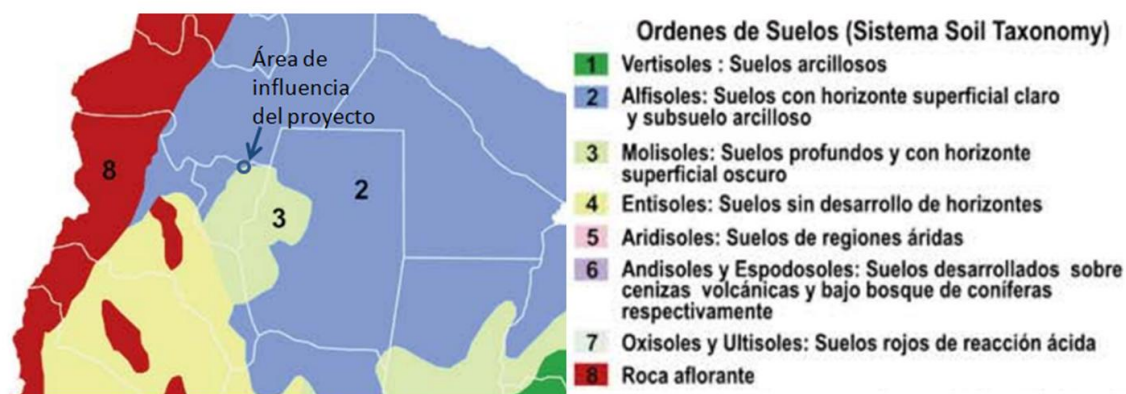 Área de
influencia
del proyecto
8
2
3
Ordenes de Suelos (Sistema Soil Taxonomy)
1 Vertisoles : Suelos arcillosos
2 Alfisoles: Suelos con horizonte superficial claro
y subsuelo arcilloso
3 Molisoles: Suelos profundos y con horizonte
superficial oscuro
4 Entisoles: Suelos sin desarrollo de horizontes
5 Aridisoles: Suelos de regiones áridas
6 Andisoles y Espodosoles: Suelos desarrollados sobre
cenizas volcánicas y bajo bosque de coníferas
respectivamente
7 Oxisoles y Ultisoles: Suelos rojos de reacción ácida
8 Roca aflorante